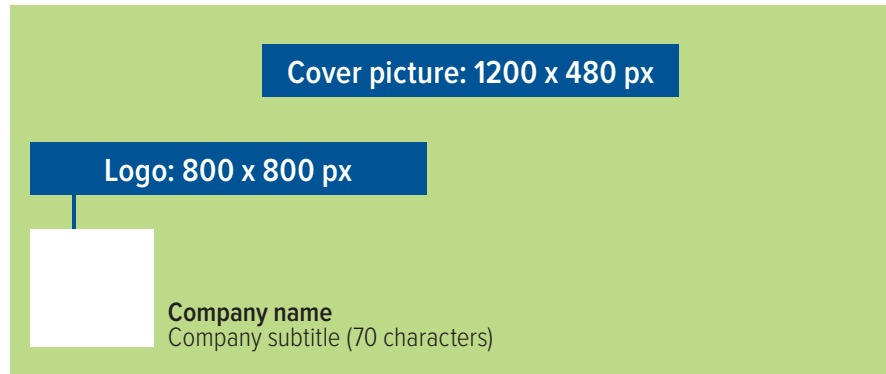 Cover picture: 1200 x 480 px
Logo: 800 x 800 px
Company name
Company subtitle (70 characters)